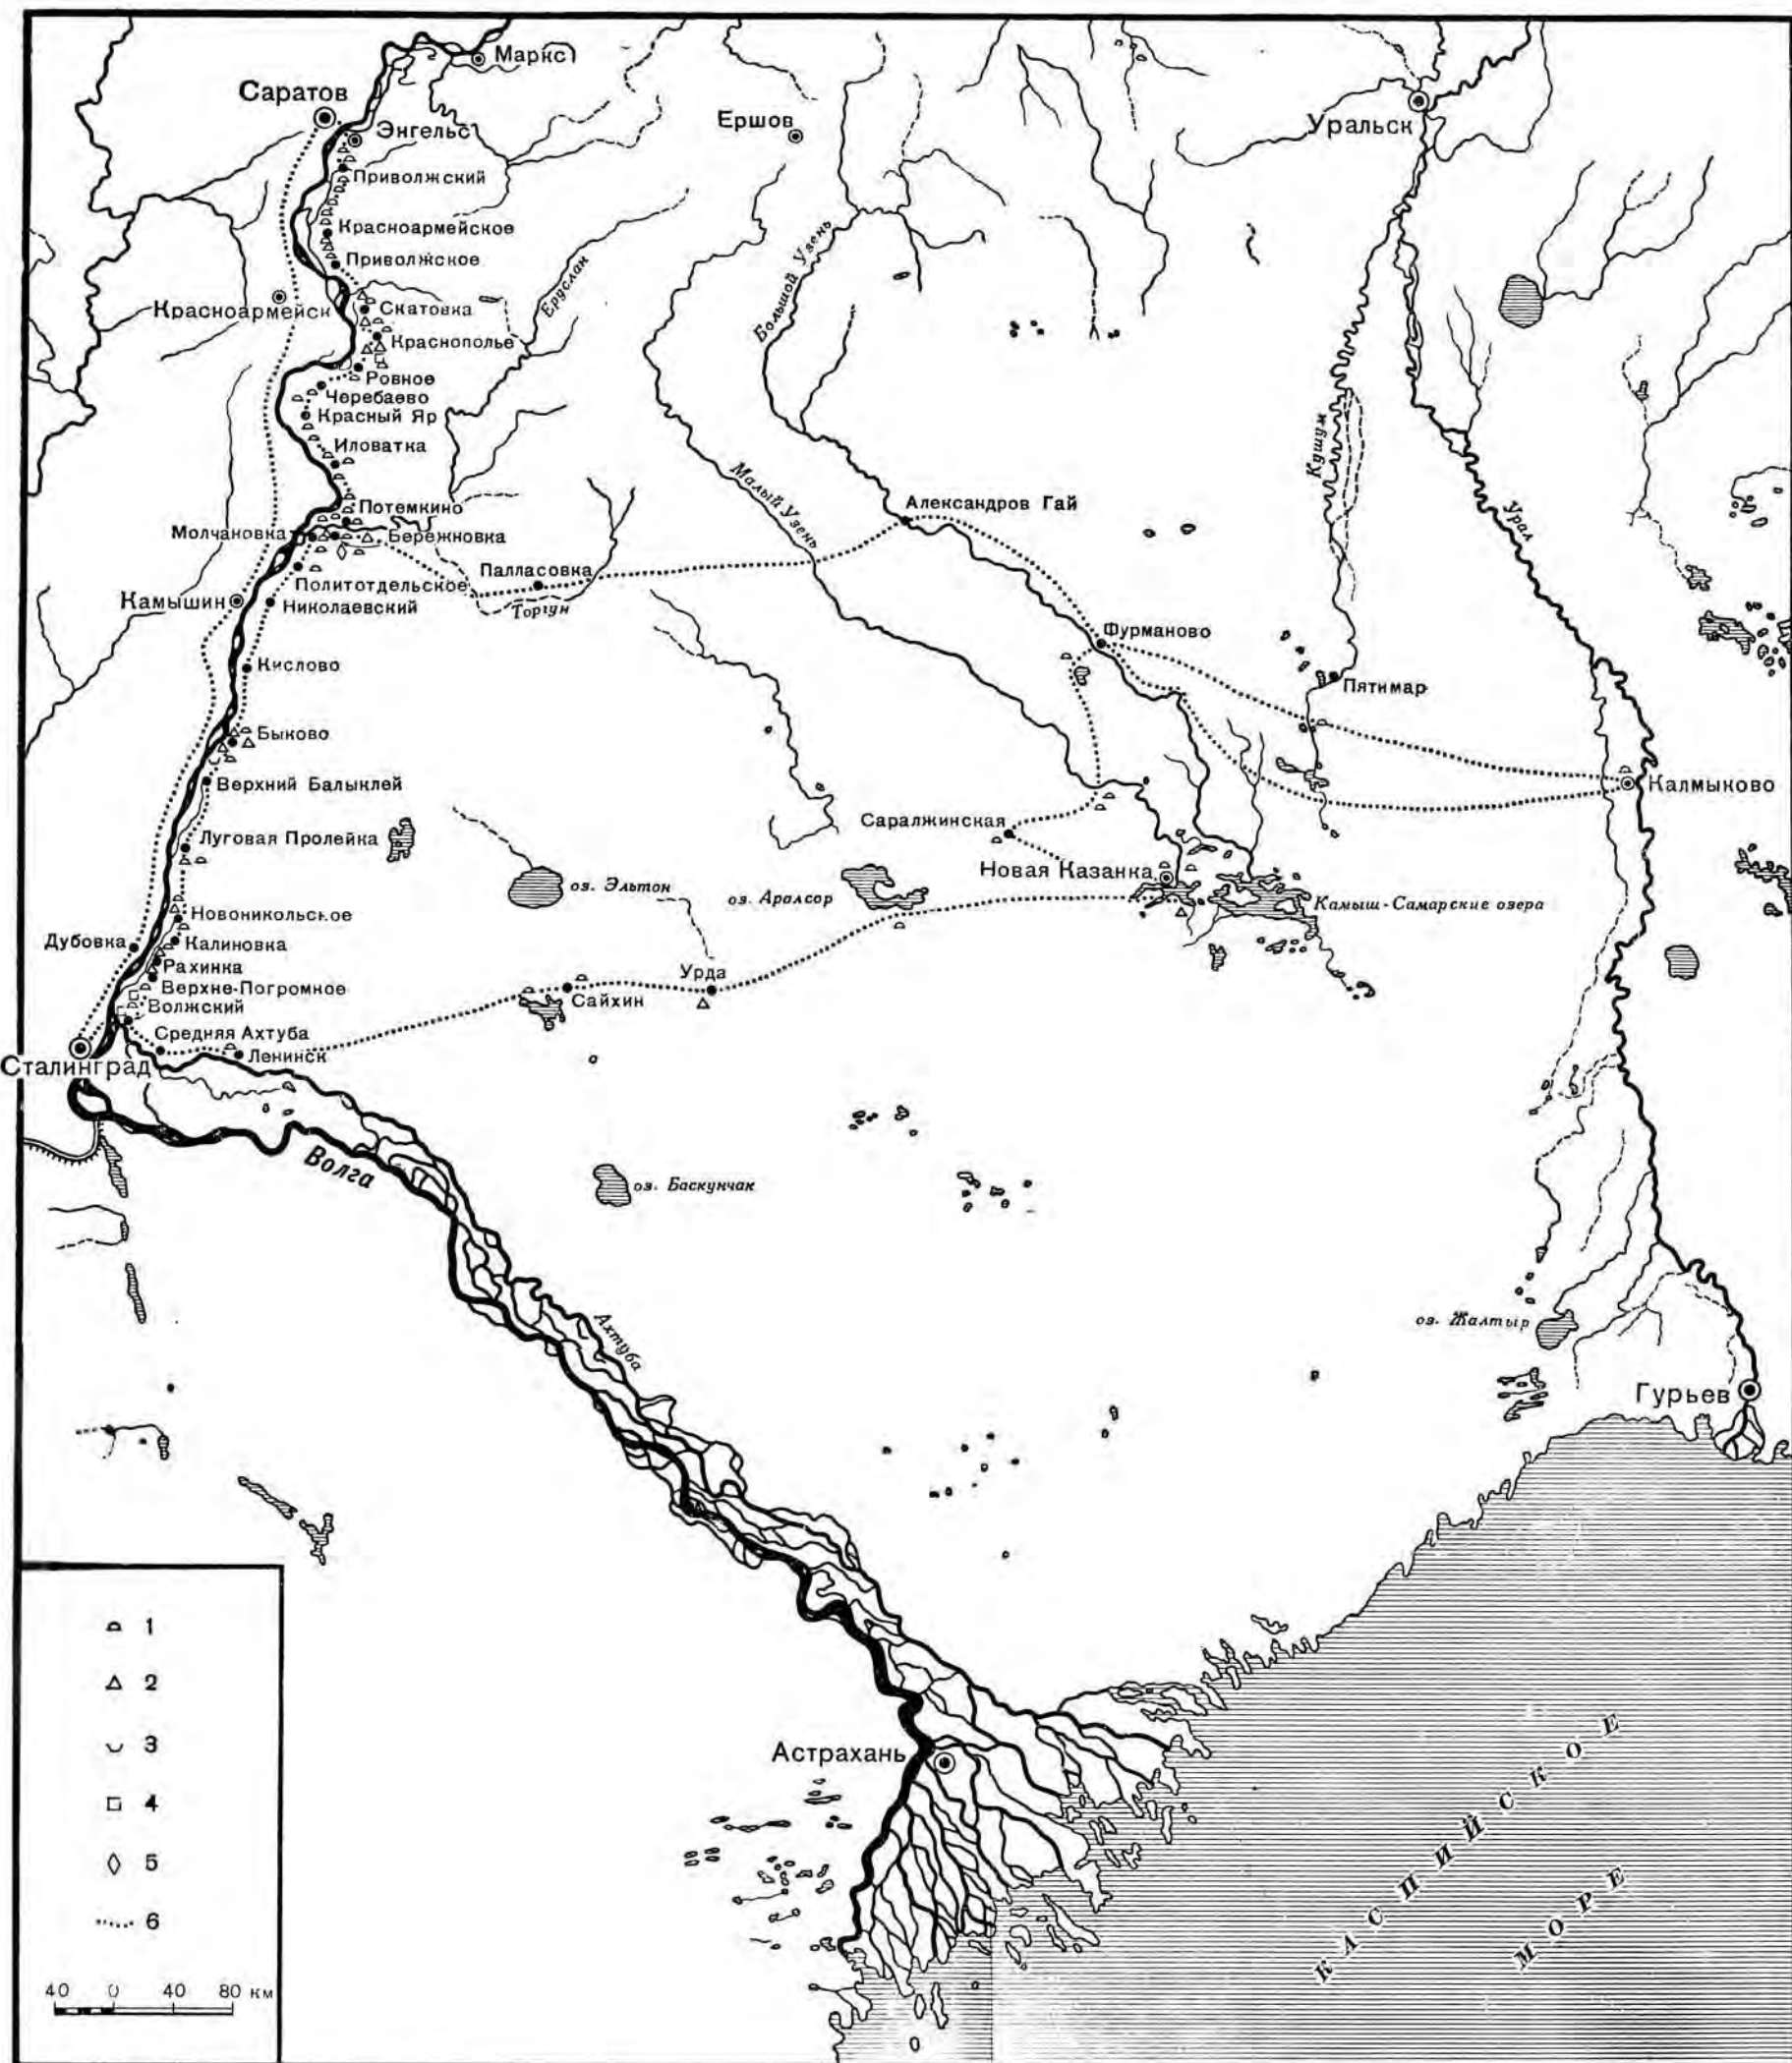 Маркс
Саратов
Энгельс
Ершов
Уральск
Приволжский
Красноармейское
Приволжское
Большой Узень
Еруслан
Красноармейск
Скатовка
Краснополье
Ровное
Черебаево
Красный Яр
Иловатка
Кушум
Малый Узень
Потемкино
Александров Гай
Урал
Молчановка
Бережновка
Палласовка
Политотдельское
Камышин
Николаевский
Торгун
Фурманово
Кислово
Пятимар
Быково
Верхний Балыклей
Калмыково
Саралжинская
Луговая Пролейка
Новая Казанка
оз. Эльтон
оз. Аралсор
Камыш-Самарские озера
Новоникольское
Дубовка
Калиновка
Рахинка
Урда
Верхне-Погромное
Сайхин
Волжский
Средняя Ахтуба
Ленинск
Сталинград
Волга
оз. Баскунчак
Ахтуба
оз. Жалтыр
Гурьев
1
2
3
4
5
6
40 0 40 80 км
Астрахань
КАСПИЙСКОЕ
МОРЕ